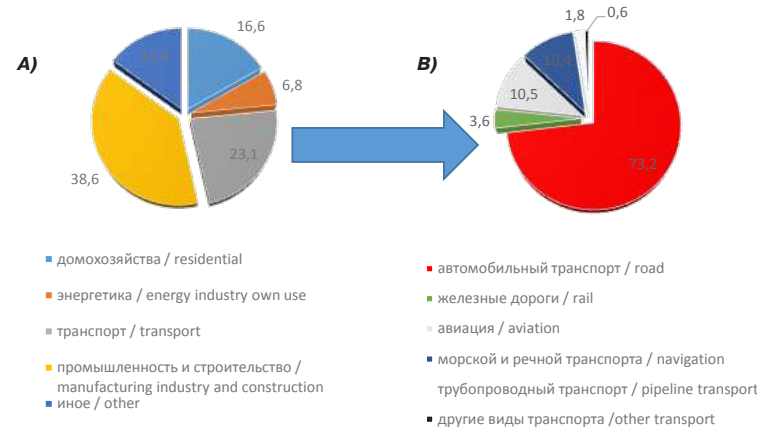 A)
16,6
6,8
23,1
38,6
14,9
B)
0,6
1,8
10,4
10,5
3,6
73,2
домохозяйства / residential
энергетика / energy industry own use
транспорт / transport
промышленность и строительство /
manufacturing industry and construction
иное / other
автомобильный транспорт / road
железные дороги / rail
авиация / aviation
морской и речной транспорта / navigation
трубопроводный транспорт / pipeline transport
другие виды транспорта /other transport